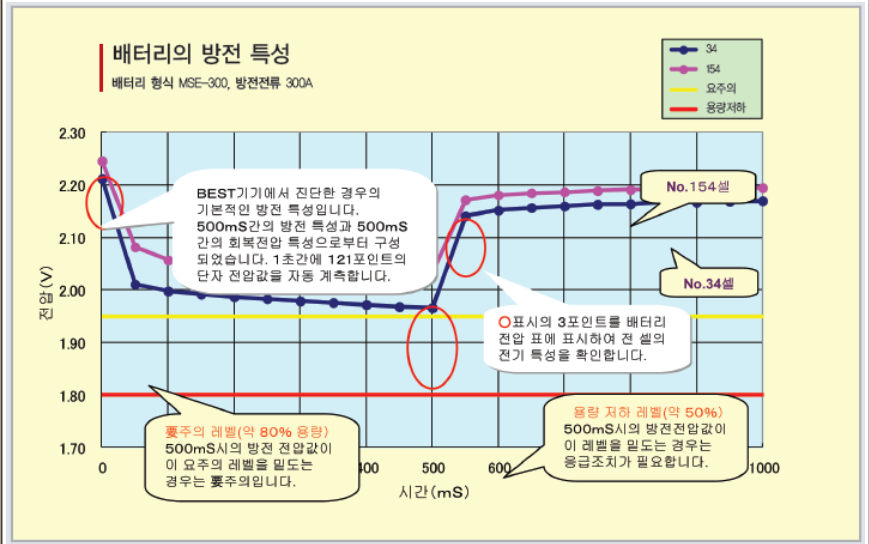 배터리의 방전 특성
배터리 형식 MSE-300, 방전전류 300A
34
154
요주의
용량저하
2.30
2.20
2.10
2.00
1.90
1.80
1.70
전압(V)
BEST기기에서 진단한 경우의
기본적인 방전 특성입니다.
500mS간의 방전 특성과 500mS
간의 회복전압 특성으로부터 구성
되었습니다. 1초간에 121포인트의
단자 전압값을 자동 계측합니다.
No.154셀
No.34셀
○표시의 3포인트를 배터리
전압 표에 표시하여 전 셀의
전기 특성을 확인합니다.
要주의 레벨(약 80% 용량)
500mS시의 방전 전압값이
이 요주의 레벨을 밑도는
경우는 要주의입니다.
용량 저하 레벨(약 50%)
500mS시의 방전전압값이
이 레벨을 밑도는 경우는
응급조치가 필요합니다.
0
400
500
600
1000
시간(mS)